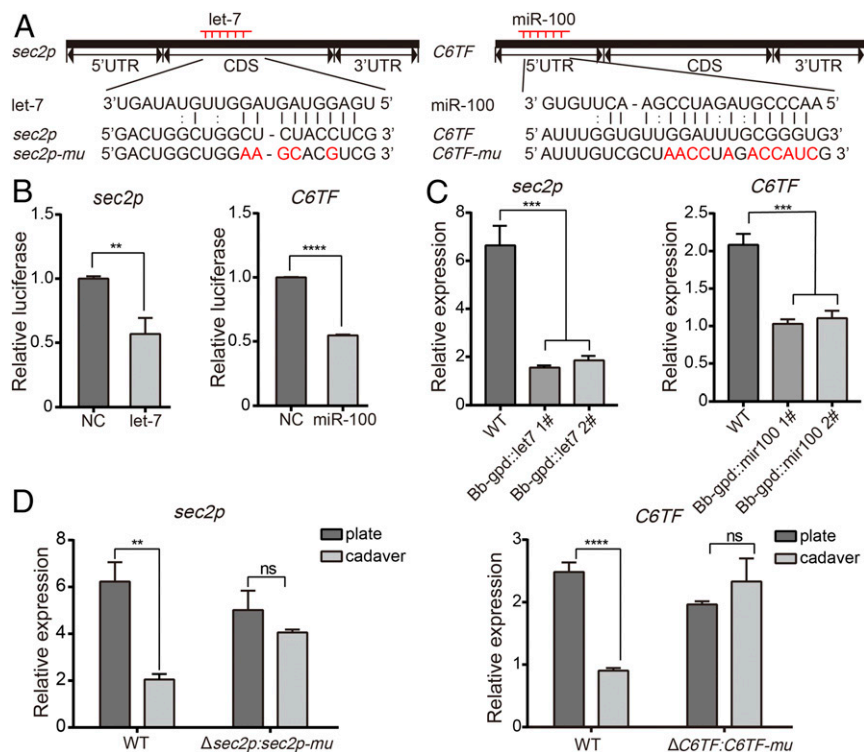 A
let-7
miR-100
sec2p
C6TF
5'UTR CDS 3'UTR
5'UTR CDS 3'UTR
let-7 3'UGAUAUGUUGGAUGAUGGAGU 5'
sec2p 5'GACUGGCUGGCU - CUACCUCG 3'
sec2p-mu 5'GACUGGCUGGAA - GCACGUCG 3'
miR-100 3' GUGUUCA - AGCCUAGAUGCCCAA 5'
C6TF 5' AUUUGGUGUUGGAUUUGCGGGUG 3'
C6TF-mu 5' AUUUGUCGCUAACCUAGACCAUCG 3'
B
sec2p
Relative luciferase
1.5
1.0
0.5
0.0
**
NC let-7
C6TF
Relative luciferase
1.5
1.0
0.5
0.0
****
NC miR-100
C
sec2p
Relative expression
8
6
4
2
0
***
WT
Bb-gpd::let7 1#
Bb-gpd::let7 2#
C6TF
Relative expression
2.5
2.0
1.5
1.0
0.5
0.0
***
WT
Bb-gpd::mir100 1#
Bb-gpd::mir100 2#
D
sec2p
Relative expression
8
6
4
2
0
**
ns
plate
cadaver
WT Δsec2p:sec2p-mu
C6TF
Relative expression
3
2
1
0
****
ns
plate
cadaver
WT ΔC6TF:C6TF-mu